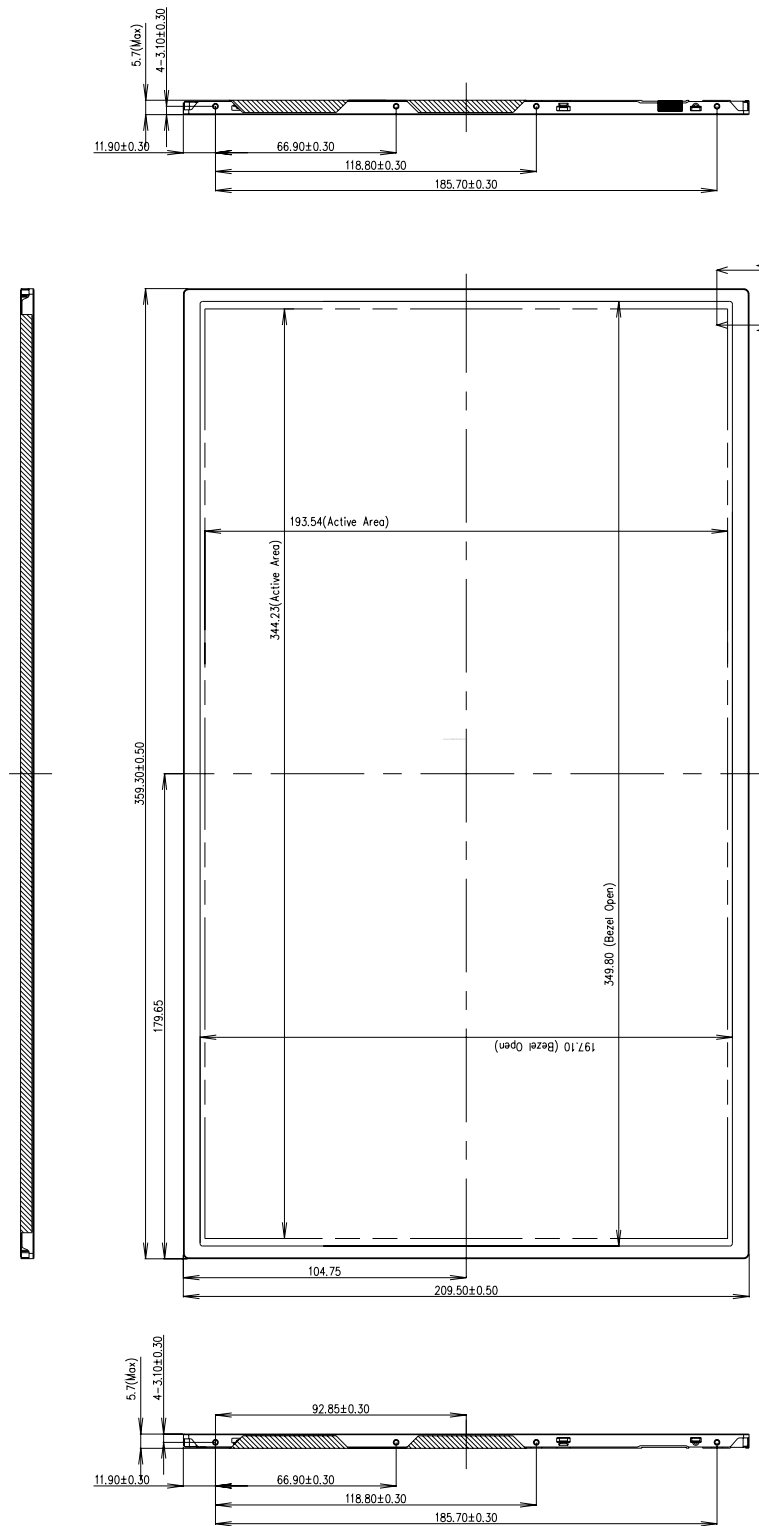 5.7(Max)
4-3.10±0.30
11.90±0.30
66.90±0.30
118.80±0.30
185.70±0.30
193.54(Active Area)
344.23(Active Area)
359.30±0.50
179.65
349.80 (Bezel Open)
197.10 (Bezel Open)
104.75
209.50±0.50
5.7(Max)
4-3.10±0.30
92.85±0.30
11.90±0.30
66.90±0.30
118.80±0.30
185.70±0.30